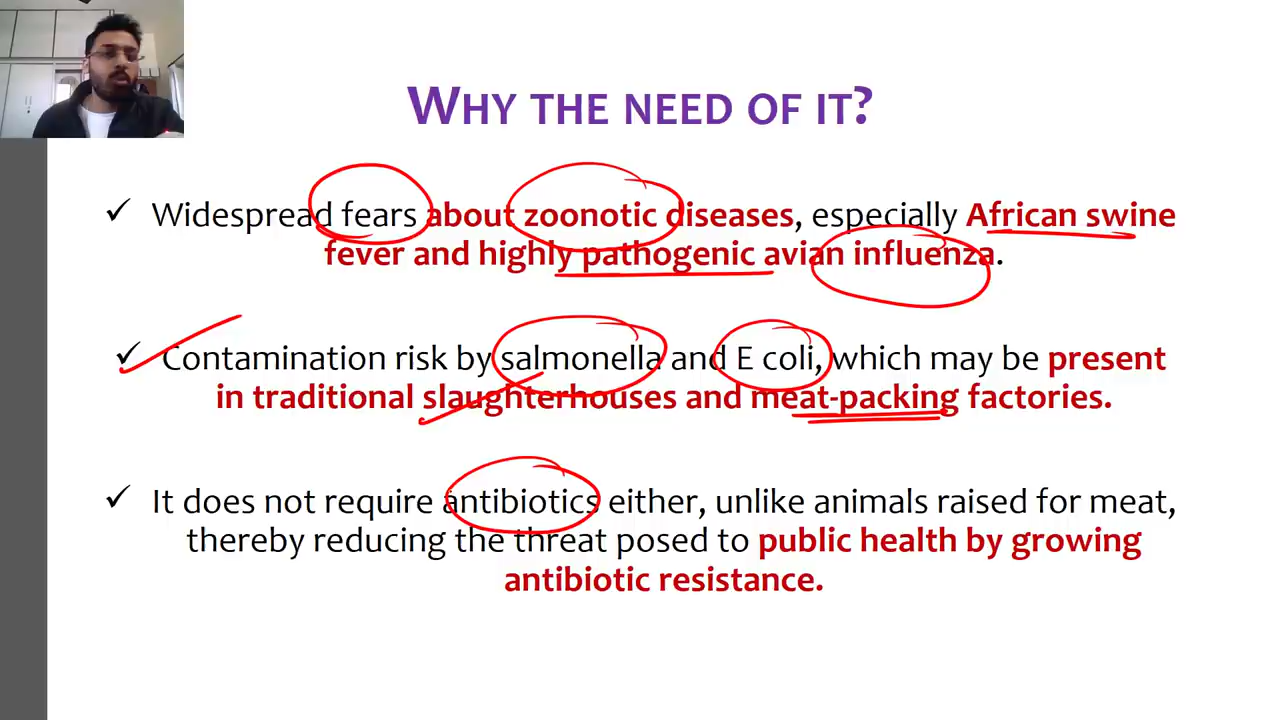 WHY THE NEED OF IT?
Widespread fears about zoonotic diseases, especially African swine
fever and highly pathogenic avian influenza.
Contamination risk by salmonella and E coli, which may be present
in traditional slaughterhouses and meat-packing factories.
It does not require antibiotics either, unlike animals raised for meat,
thereby reducing the threat posed to public health by growing
antibiotic resistance.